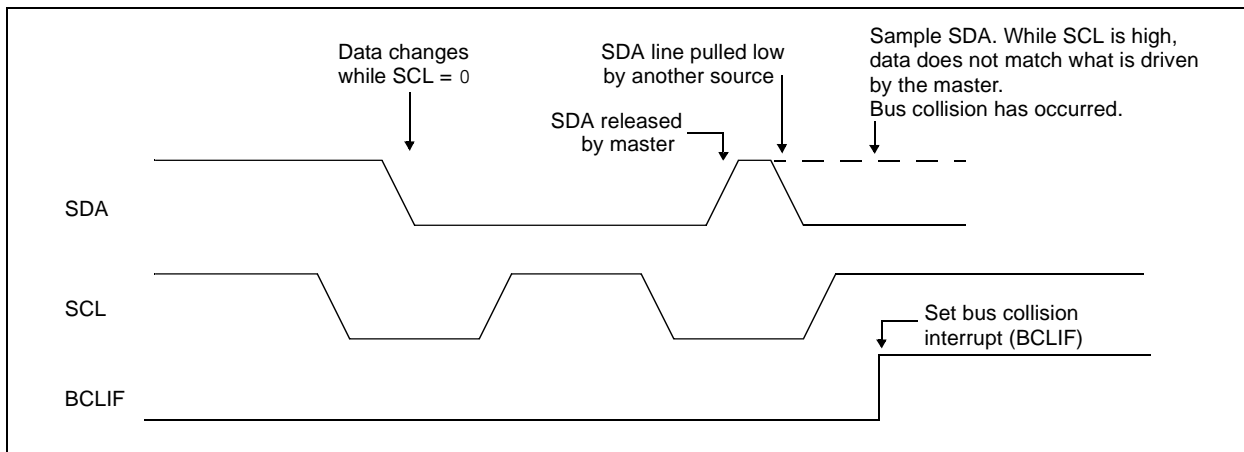 Data changes
while SCL = 0
SDA line pulled low
by another source
Sample SDA. While SCL is high,
data does not match what is driven
by the master.
Bus collision has occurred.
SDA released
by master
SDA
SCL
Set bus collision
interrupt (BCLIF)
BCLIF